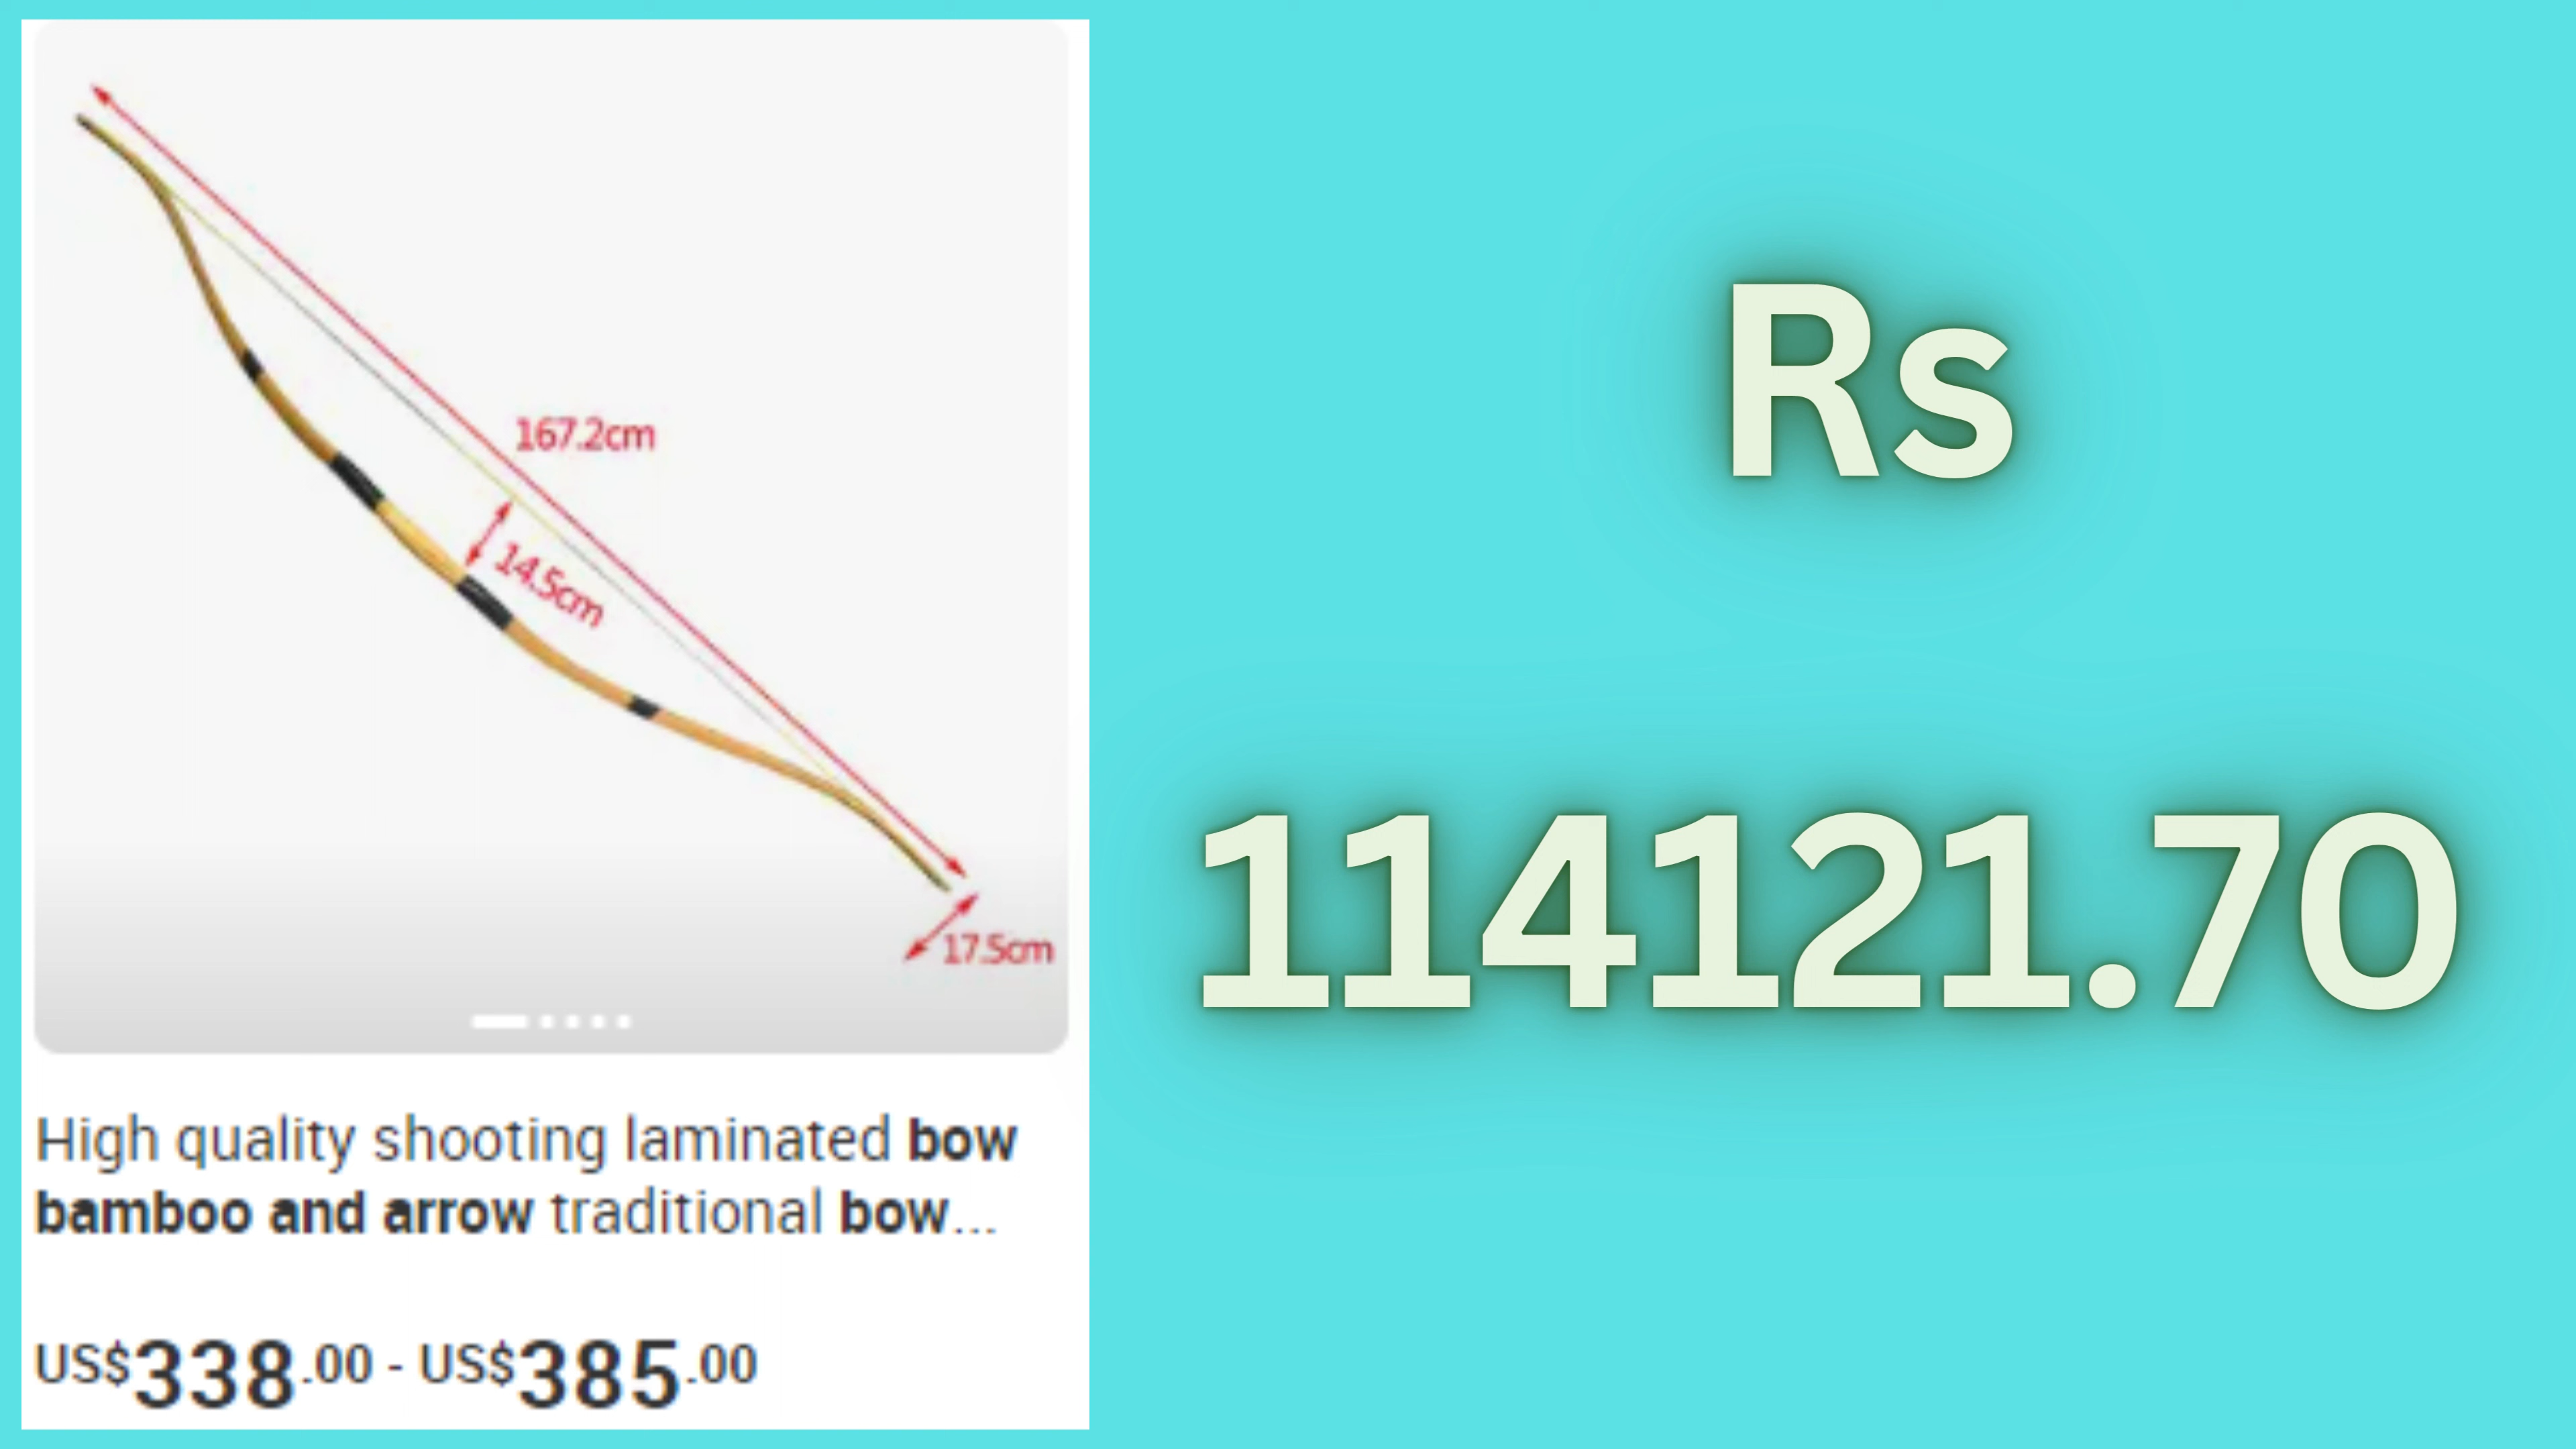 167.2cm
14.5cm
17.5cm
High quality shooting laminated bow
bamboo and arrow traditional bow...
US$338.00 - US$385.00
Rs
114121.70